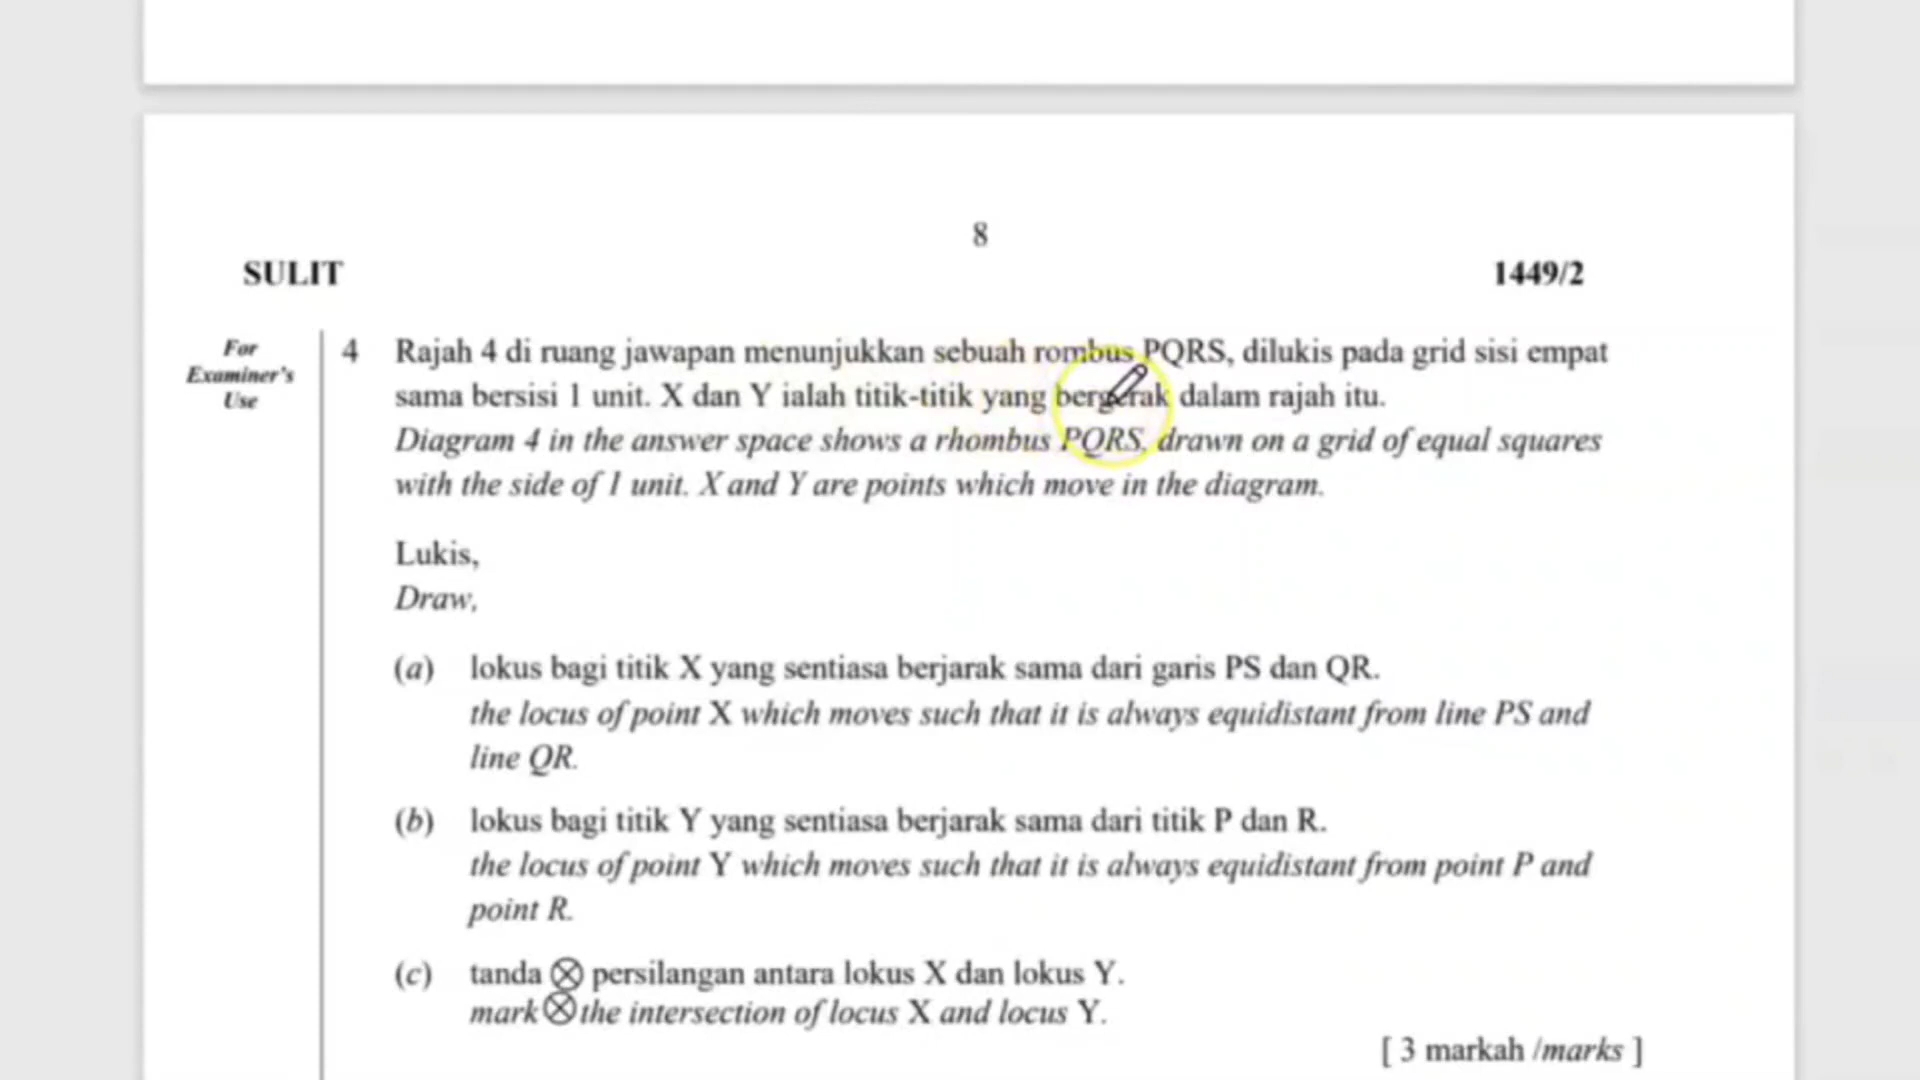 8
SULIT
1449/2
For
Examiner's
Use
4 Rajah 4 di ruang jawapan menunjukkan sebuah rombus PQRS, dilukis pada grid sisi empat
sama bersisi 1 unit. X dan Y ialah titik-titik yang bergerak dalam rajah itu.
Diagram 4 in the answer space shows a rhombus PQRS, drawn on a grid of equal squares
with the side of 1 unit. X and Y are points which move in the diagram.
Lukis,
Draw,
(a) lokus bagi titik X yang sentiasa berjarak sama dari garis PS dan QR.
the locus of point X which moves such that it is always equidistant from line PS and
line QR.
(b) lokus bagi titik Y yang sentiasa berjarak sama dari titik P dan R.
the locus of point Y which moves such that it is always equidistant from point P and
point R.
(c) tanda ⊗ persilangan antara lokus X dan lokus Y.
mark ⊗ the intersection of locus X and locus Y.
[ 3 markah /marks ]